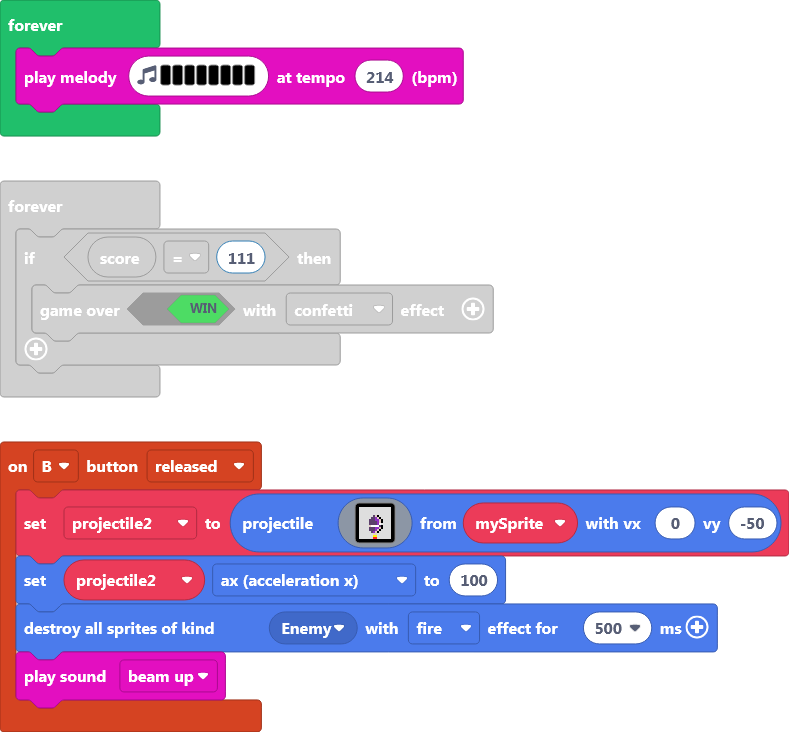 forever
play melody at tempo 214 (bpm)
forever
if score = 111 then
game over WIN with confetti effect
on B button released
set projectile2 to projectile from mySprite with vx 0 vy -50
set projectile2 ax (acceleration x) to 100
destroy all sprites of kind Enemy with fire effect for 500 ms
play sound beam up